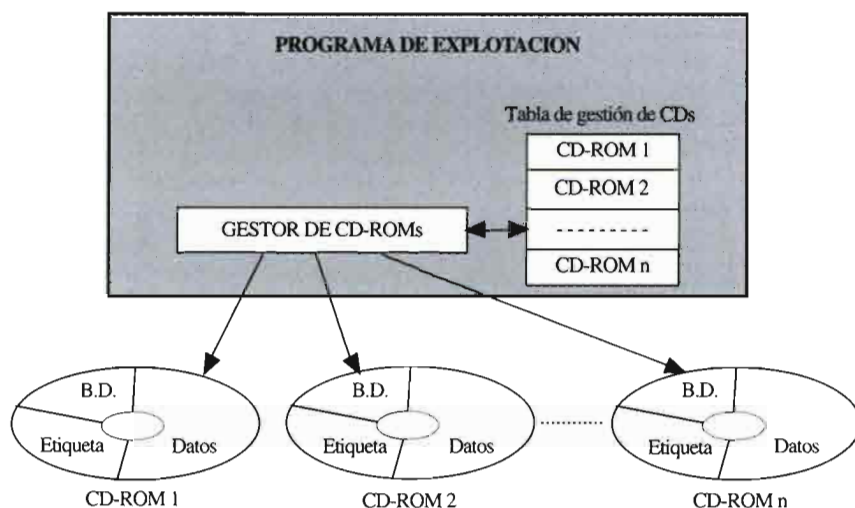 PROGRAMA DE EXPLOTACION
Tabla de gestión de CDs
CD-ROM 1
CD-ROM 2
- - - - - - - - -
CD-ROM n
GESTOR DE CD-ROMs
B.D.
Etiqueta
Datos
CD-ROM 1
B.D.
Etiqueta
Datos
CD-ROM 2
..............
B.D.
Etiqueta
Datos
CD-ROM n